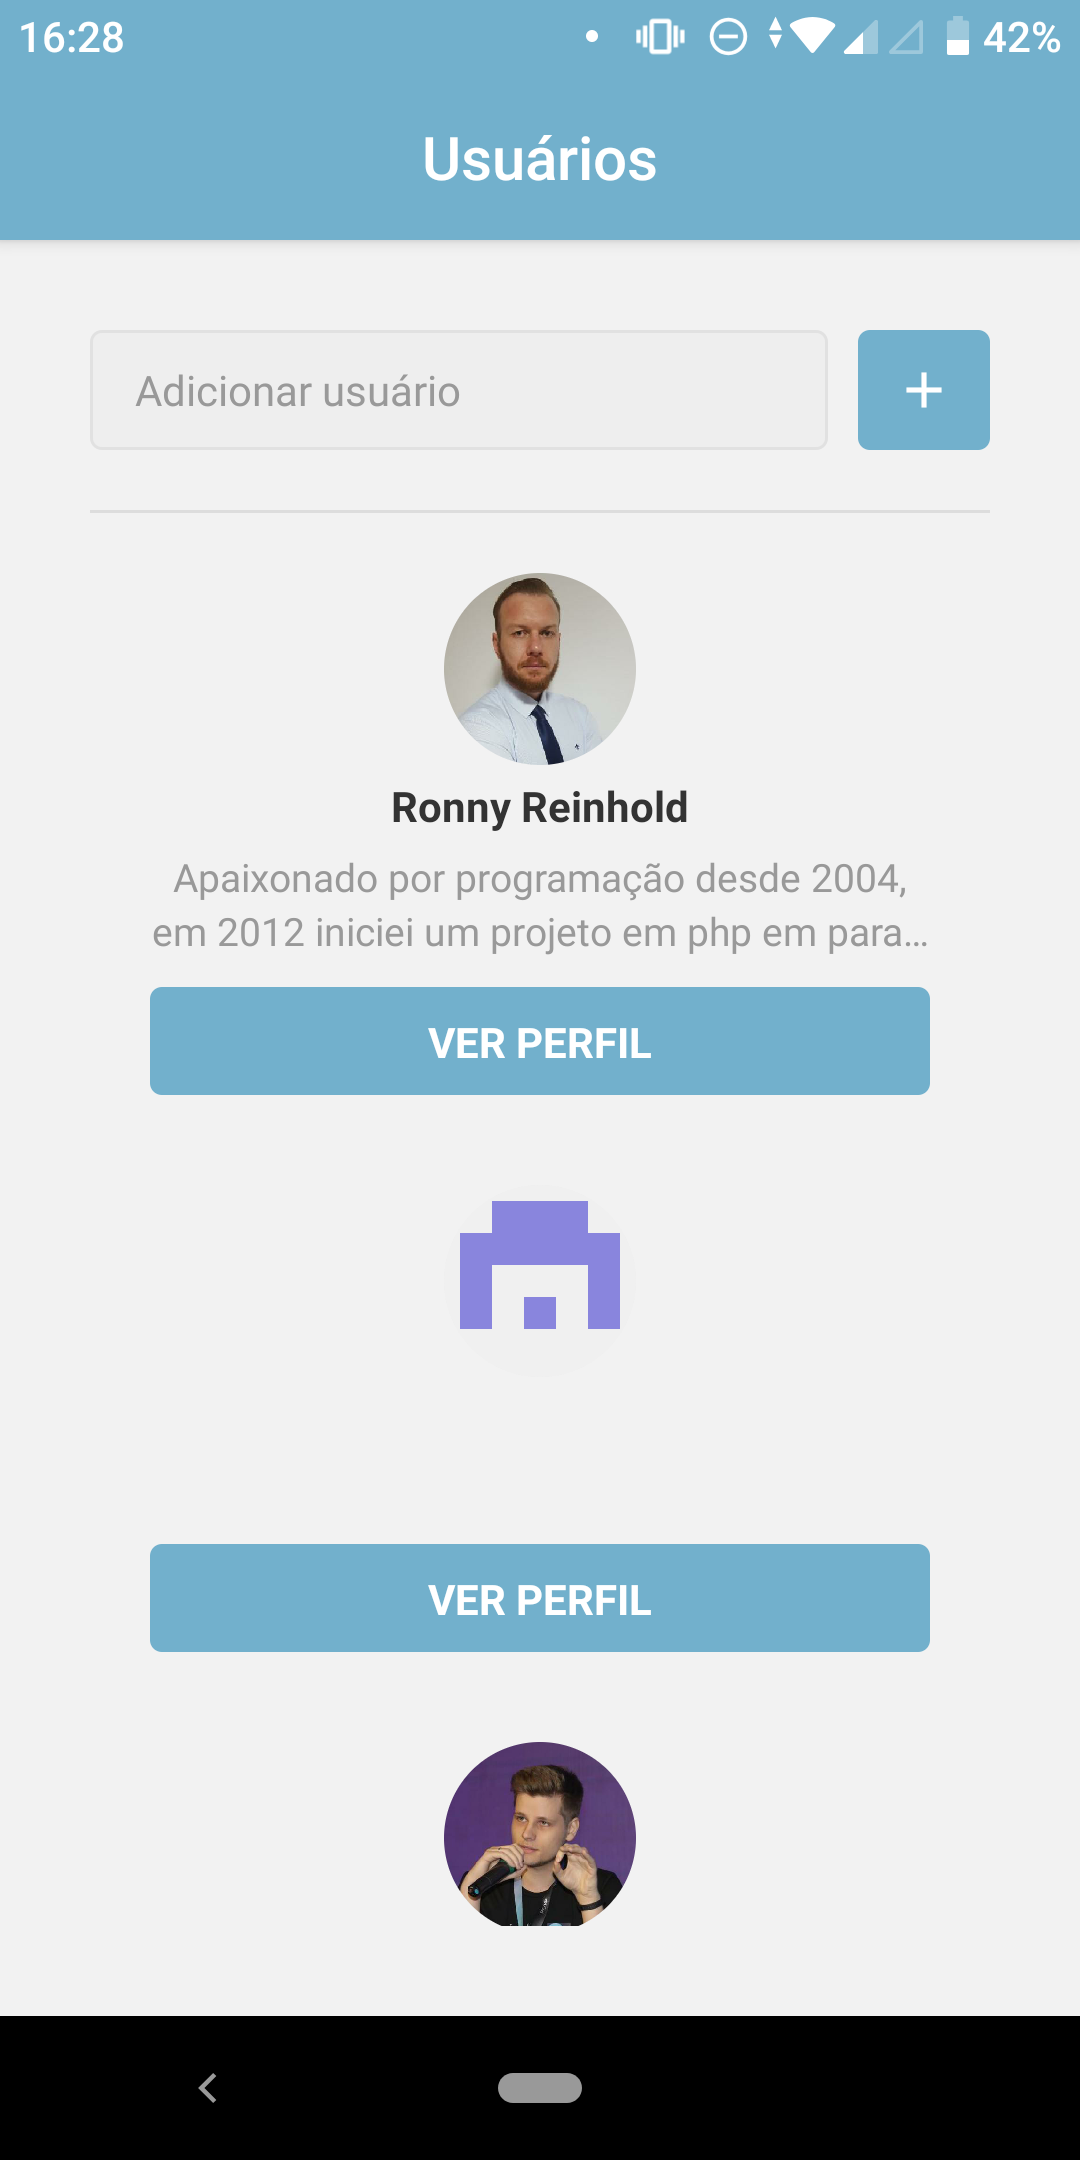 16:28
42%
Usuários
Adicionar usuário
+
Ronny Reinhold
Apaixonado por programação desde 2004,
em 2012 iniciei um projeto em php em para…
VER PERFIL
VER PERFIL